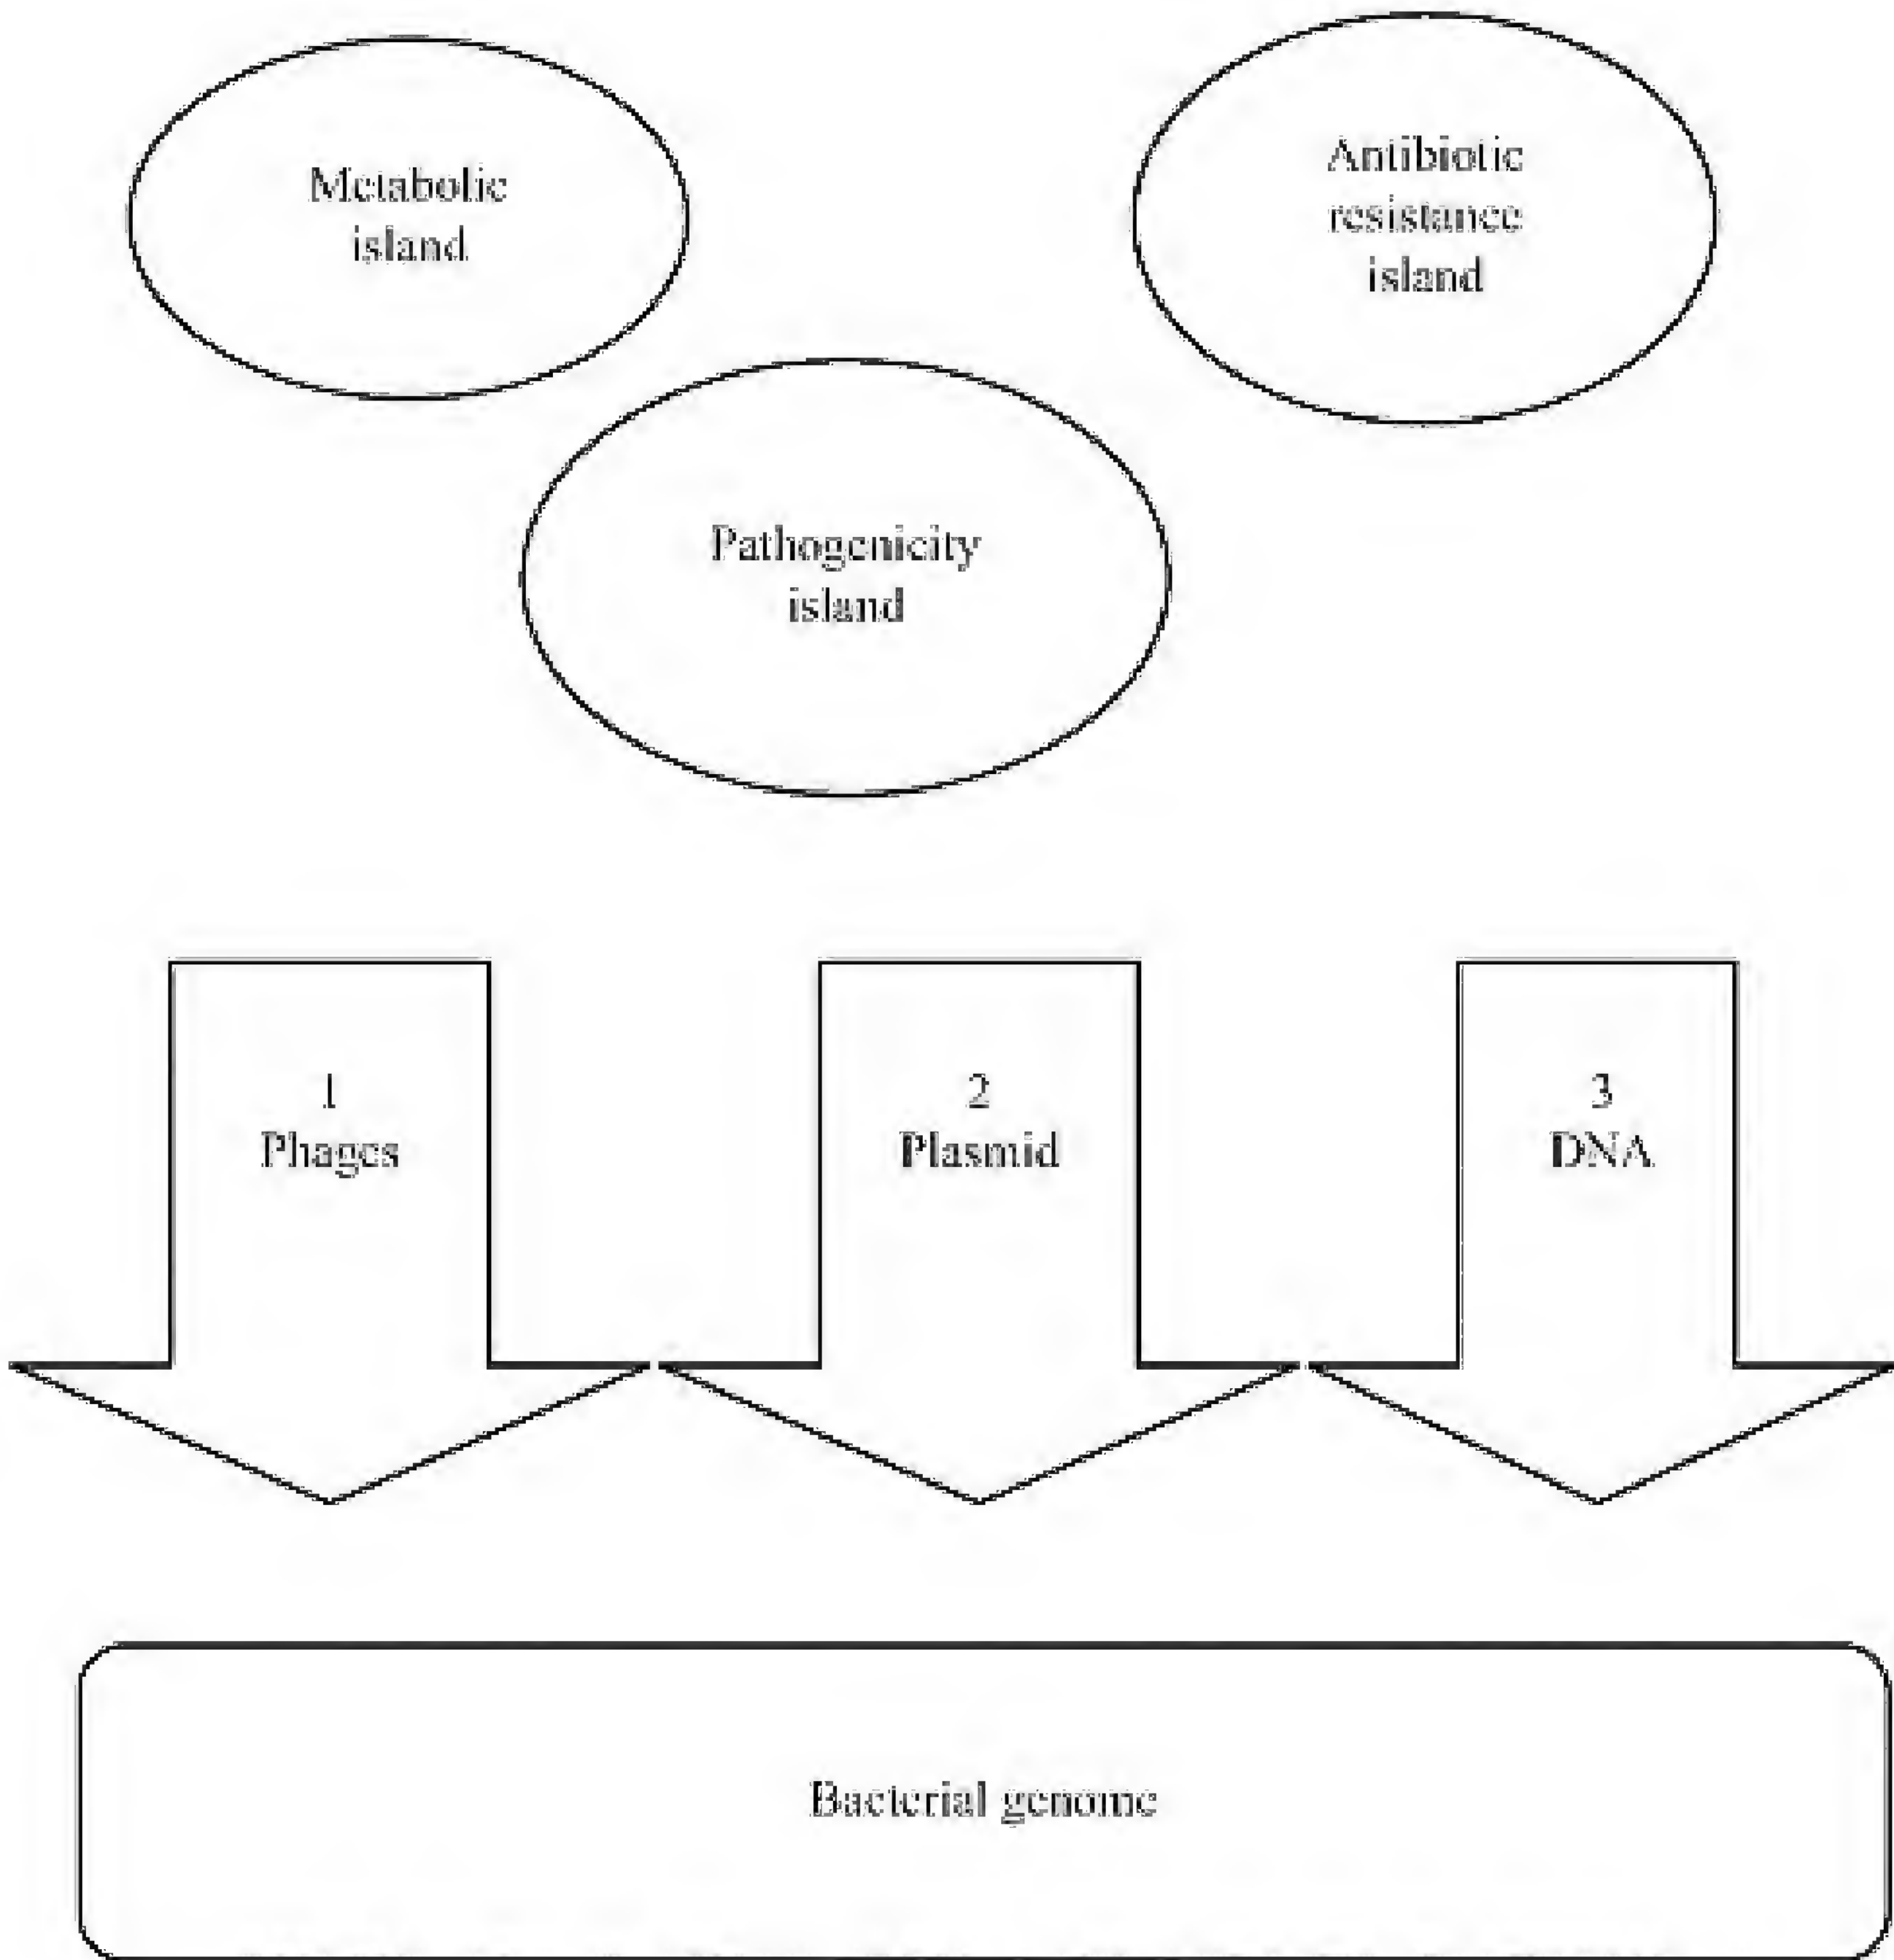 Metabolic
island
Antibiotic
resistance
island
Pathogenicity
island
1
Phages
2
Plasmid
3
DNA
Bacterial genome